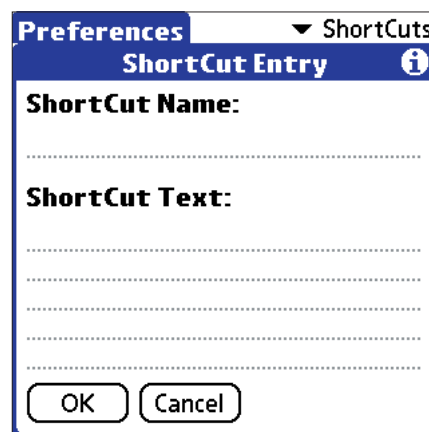 Preferences ShortCuts
ShortCut Entry
ShortCut Name:
ShortCut Text:
OK Cancel